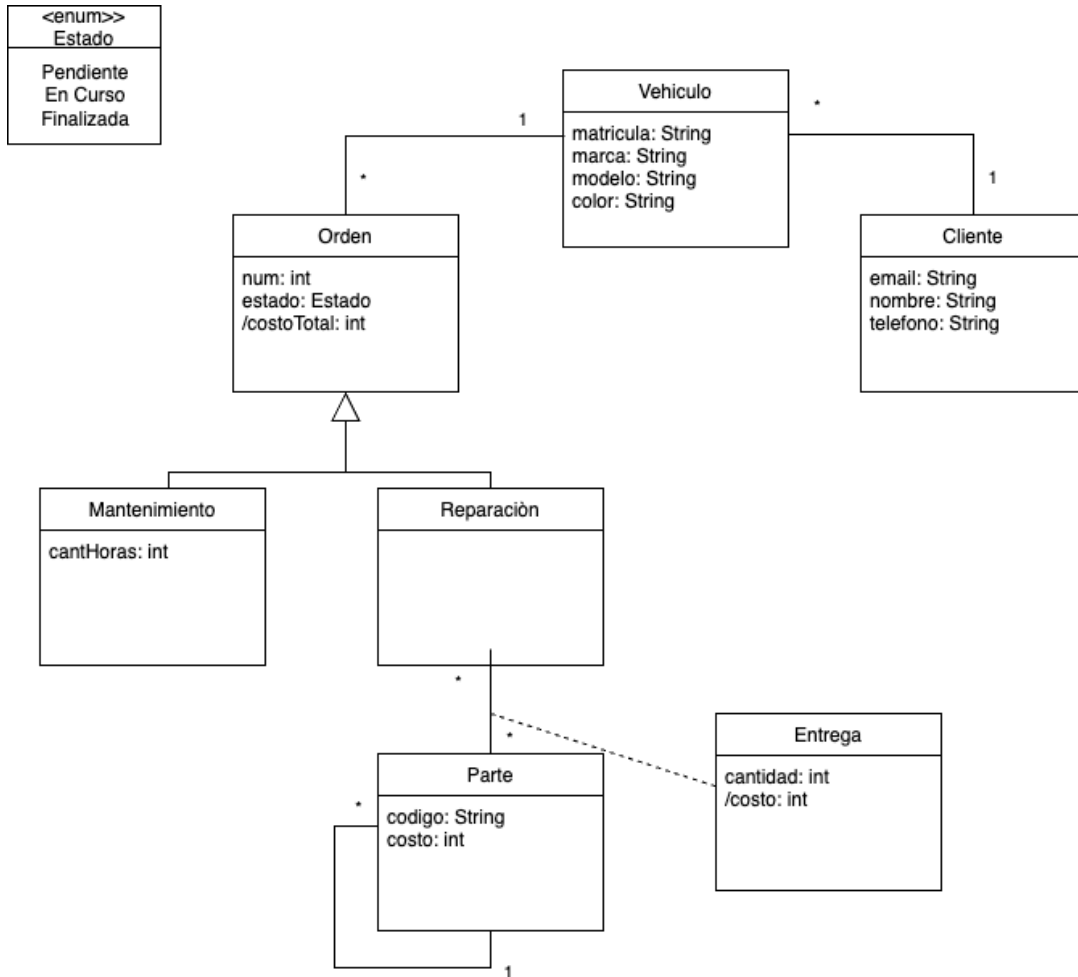 <enum>>
Estado
Pendiente
En Curso
Finalizada
Vehiculo
matricula: String
marca: String
modelo: String
color: String
1
*
*
1
Orden
num: int
estado: Estado
/costoTotal: int
Cliente
email: String
nombre: String
telefono: String
Mantenimiento
cantHoras: int
Reparaciòn
*
*
Entrega
cantidad: int
/costo: int
Parte
codigo: String
costo: int
*
1